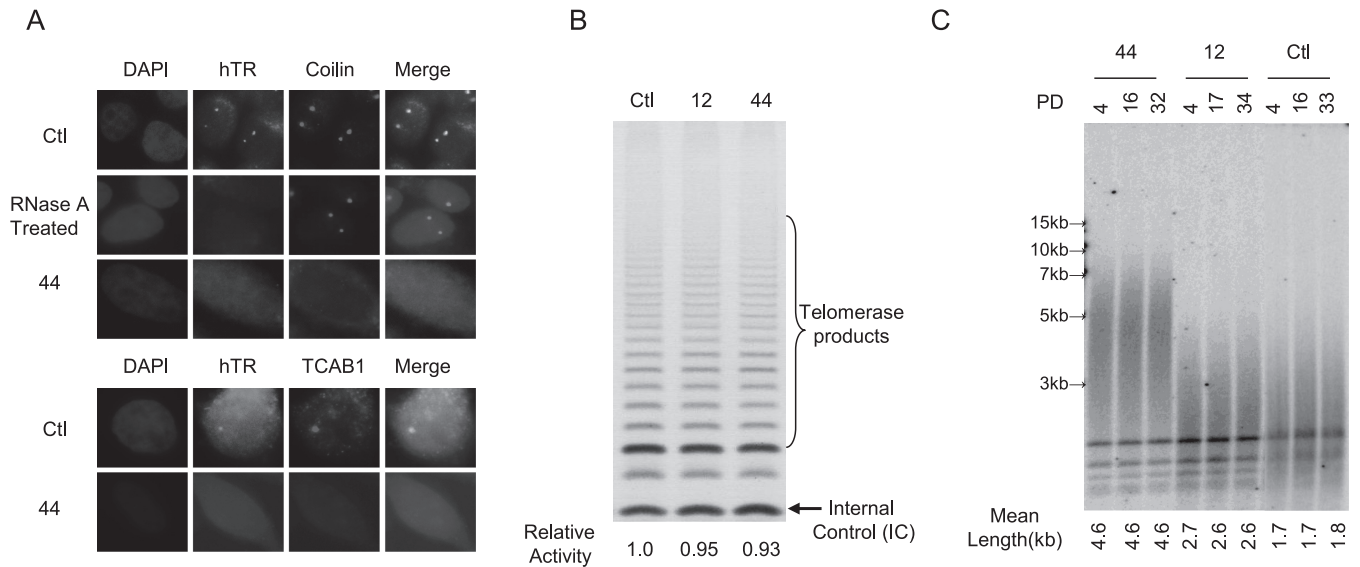 A
DAPI hTR Coilin Merge
Ctl
RNase A
Treated
44
DAPI hTR TCAB1 Merge
Ctl
44
B
Ctl 12 44
Telomerase
products
Internal
Control (IC)
Relative
Activity
1.0 0.95 0.93
C
44 12 Ctl
PD 4 16 32 4 17 34 4 16 33
15kb
10kb
7kb
5kb
3kb
Mean
Length(kb)
4.6 4.6 4.6 2.7 2.6 2.6 1.7 1.7 1.8